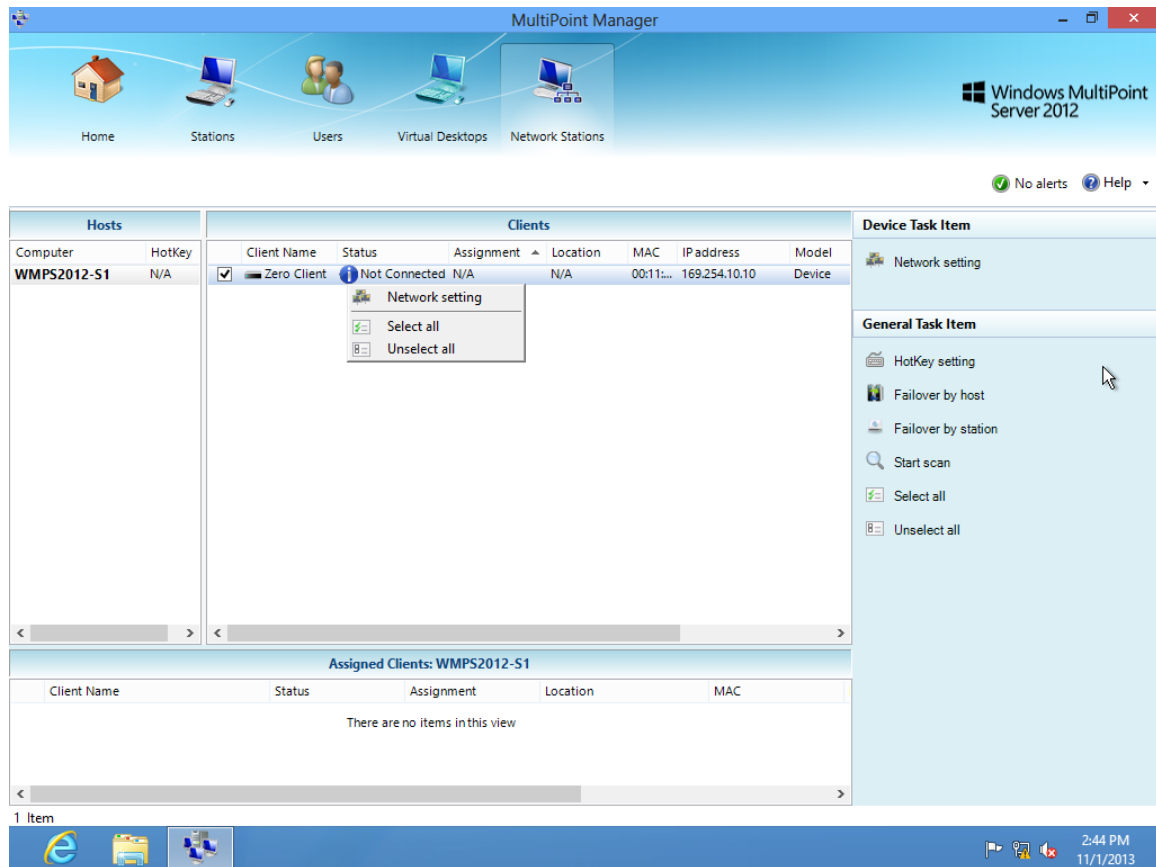 MultiPoint Manager
Home
Stations
Users
Virtual Desktops
Network Stations
Windows MultiPoint
Server 2012
No alerts
Help
Hosts
Computer HotKey
WMPS2012-S1 N/A
Clients
Client Name Status Assignment Location MAC IP address Model
Zero Client Not Connected N/A N/A 00:11:... 169.254.10.10 Device
Network setting
Select all
Unselect all
Device Task Item
Network setting
General Task Item
HotKey setting
Failover by host
Failover by station
Start scan
Select all
Unselect all
Assigned Clients: WMPS2012-S1
Client Name Status Assignment Location MAC
There are no items in this view
1 Item
2:44 PM
11/1/2013